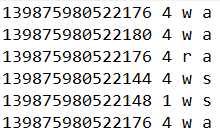 139875980522176 4 w a
139875980522180 4 w a
139875980522176 4 r a
139875980522144 4 w s
139875980522148 1 w s
139875980522176 4 w a